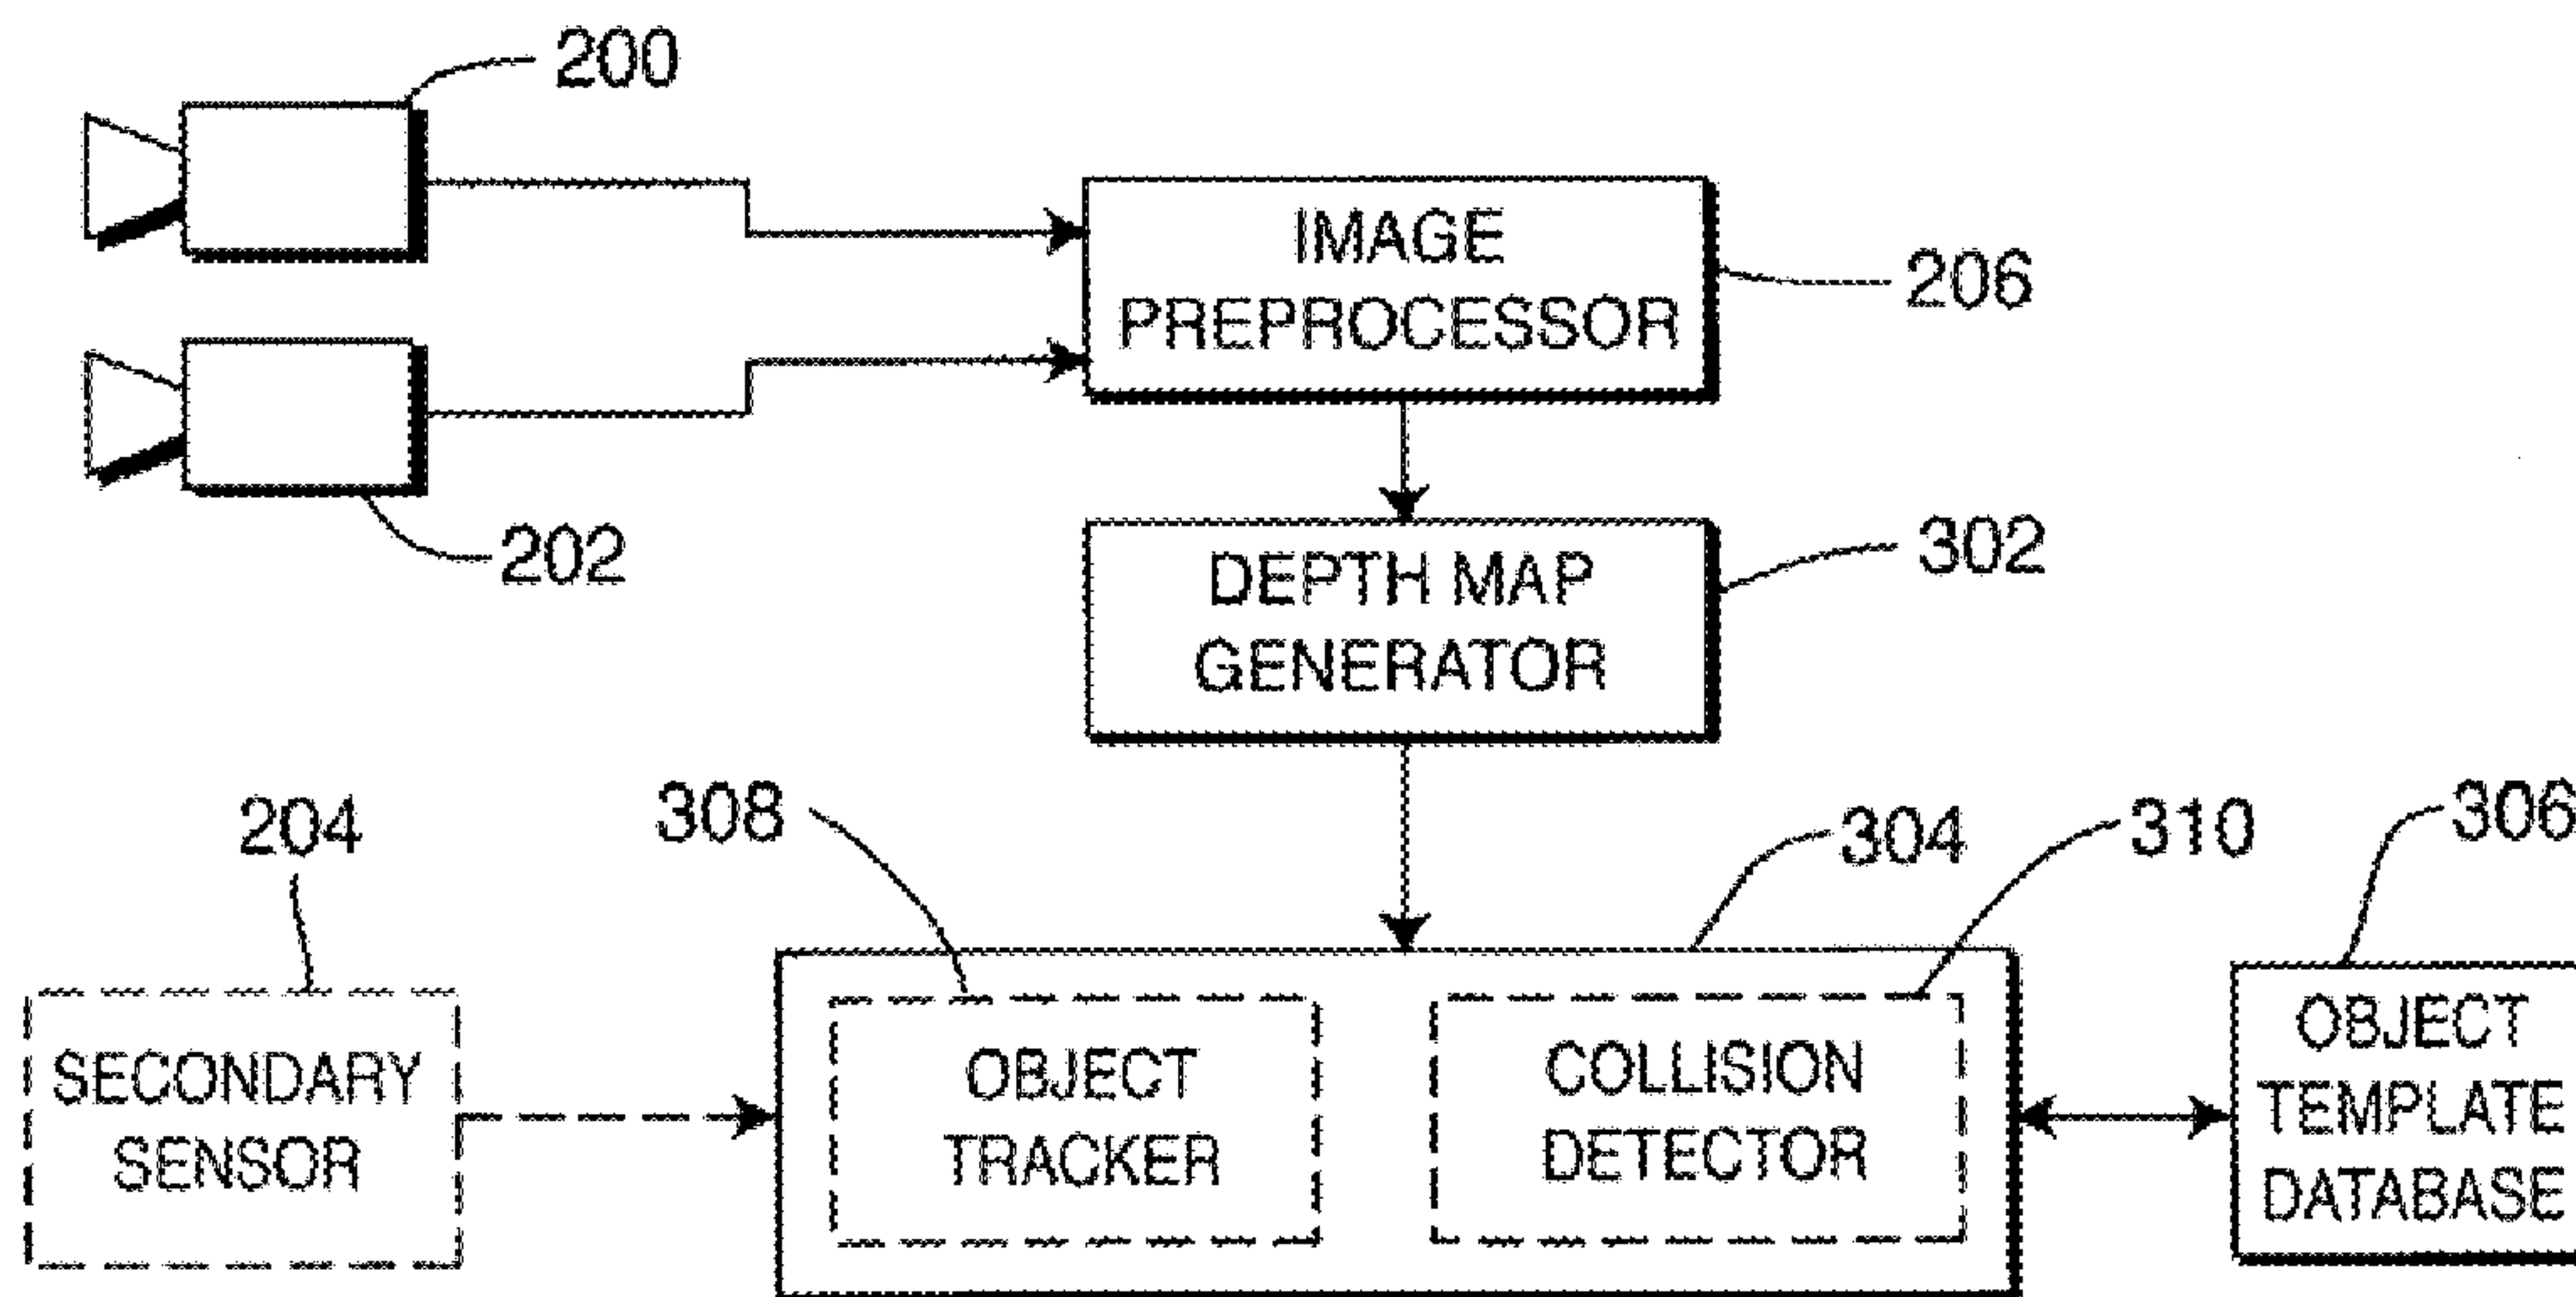 200
IMAGE
PREPROCESSOR
206
202
DEPTH MAP
GENERATOR
302
204
308
304
310
306
SECONDARY
SENSOR
OBJECT
TRACKER
COLLISION
DETECTOR
OBJECT
TEMPLATE
DATABASE